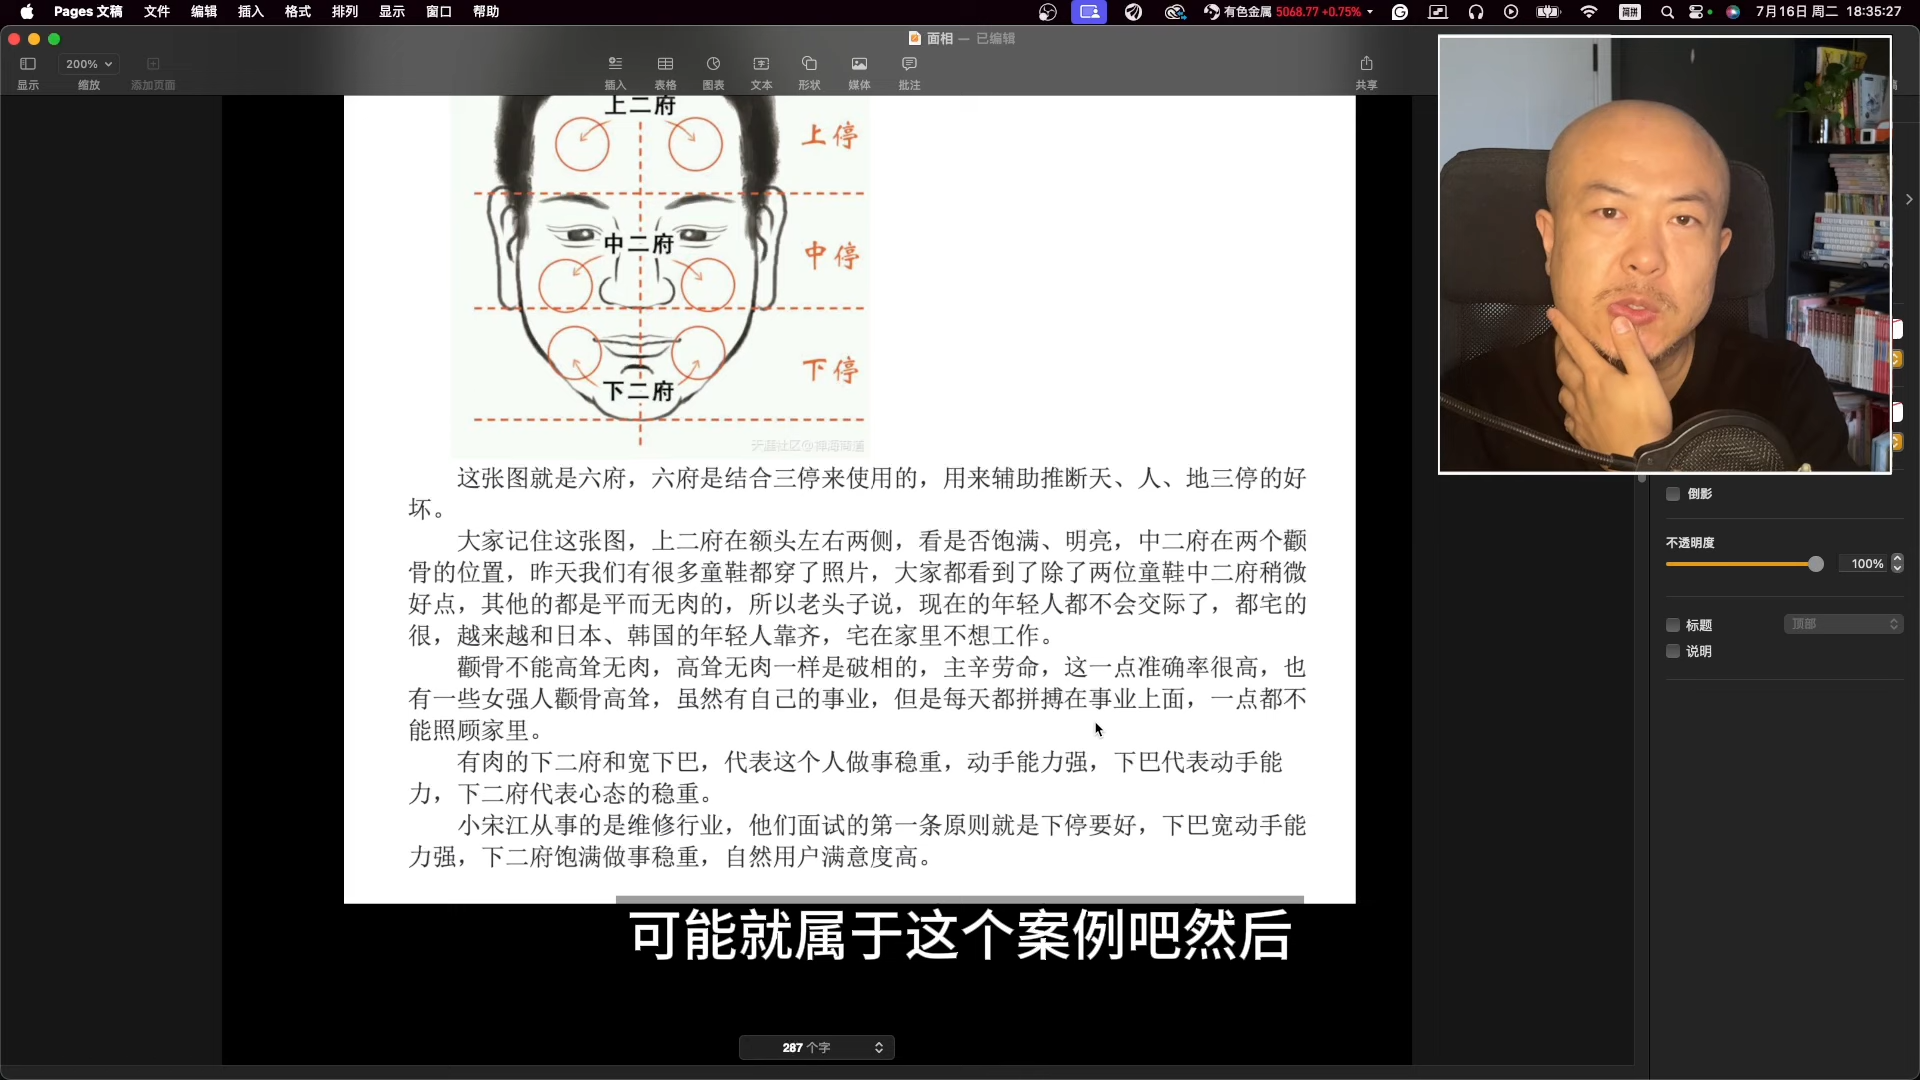 Pages 文稿 文件 编辑 插入 格式 排列 显示 窗口 帮助
有色金属 5068.77 +0.75% 简拼 7月16日 周二 18:35:27
面相 — 已编辑
200%
显示 缩放 添加页面 插入 表格 图表 文本 形状 媒体 批注 共享
上二府
上停
中二府
中停
下停
下二府
这张图就是六府，六府是结合三停来使用的，用来辅助推断天、人、地三停的好
坏。
大家记住这张图，上二府在额头左右两侧，看是否饱满、明亮，中二府在两个颧
骨的位置，昨天我们有很多童鞋都穿了照片，大家都看到了除了两位童鞋中二府稍微
好点，其他的都是平而无肉的，所以老头子说，现在的年轻人都不会交际了，都宅的
很，越来越和日本、韩国的年轻人靠齐，宅在家里不想工作。
颧骨不能高耸无肉，高耸无肉一样是破相的，主辛劳命，这一点准确率很高，也
有一些女强人颧骨高耸，虽然有自己的事业，但是每天都拼搏在事业上面，一点都不
能照顾家里。
有肉的下二府和宽下巴，代表这个人做事稳重，动手能力强，下巴代表动手能
力，下二府代表心态的稳重。
小宋江从事的是维修行业，他们面试的第一条原则就是下停要好，下巴宽动手能
力强，下二府饱满做事稳重，自然用户满意度高。
可能就属于这个案例吧然后
287 个字
倒影
不透明度
100%
标题 顶部
说明